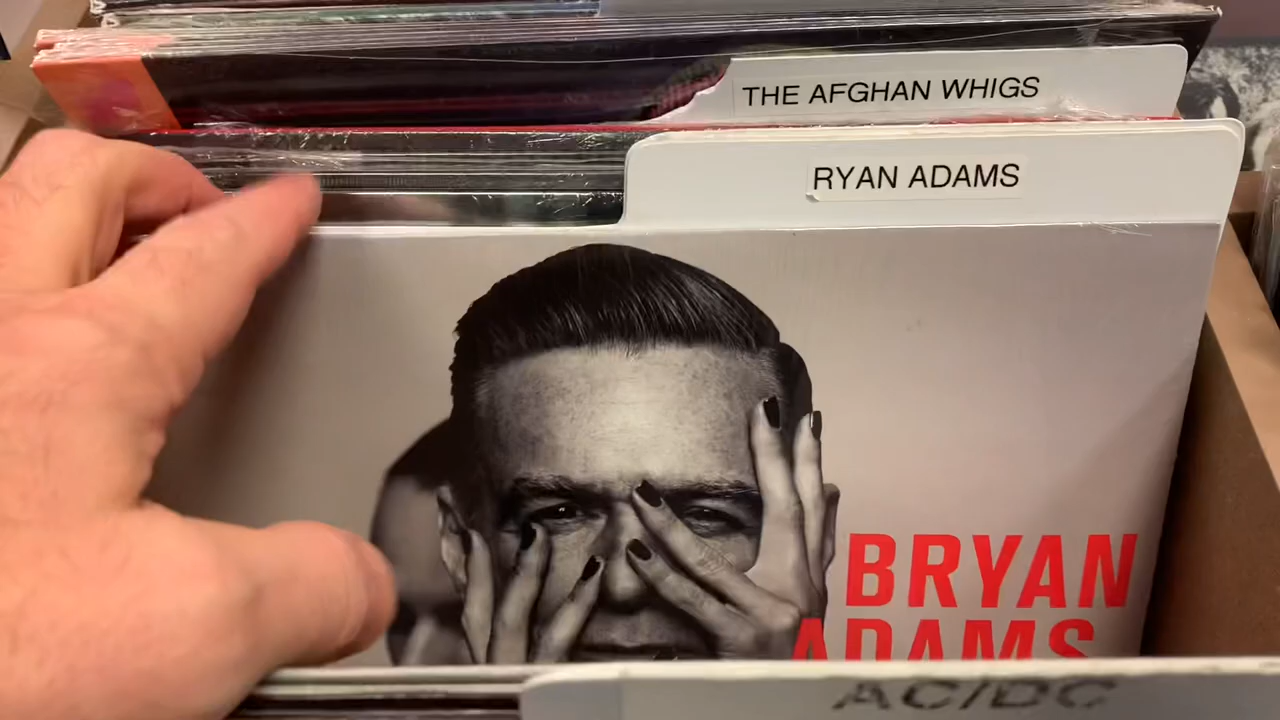 THE AFGHAN WHIGS
RYAN ADAMS
BRYAN
ADAMS
AC/DC